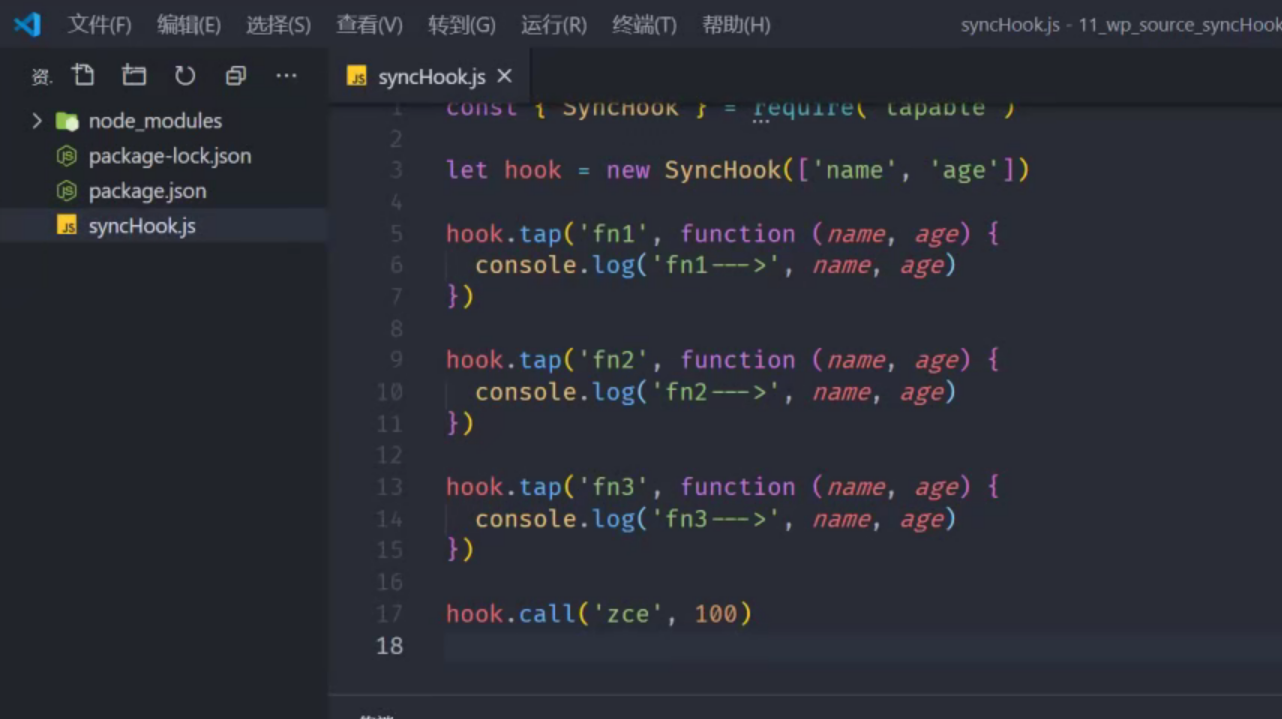 文件(F) 编辑(E) 选择(S) 查看(V) 转到(G) 运行(R) 终端(T) 帮助(H) syncHook.js - 11_wp_source_syncHook
资. ···
syncHook.js ×
node_modules
package-lock.json
package.json
syncHook.js
1 const { SyncHook } = require('tapable')
2
3 let hook = new SyncHook(['name', 'age'])
4
5 hook.tap('fn1', function (name, age) {
6 console.log('fn1--->', name, age)
7 })
8
9 hook.tap('fn2', function (name, age) {
10 console.log('fn2--->', name, age)
11 })
12
13 hook.tap('fn3', function (name, age) {
14 console.log('fn3--->', name, age)
15 })
16
17 hook.call('zce', 100)
18